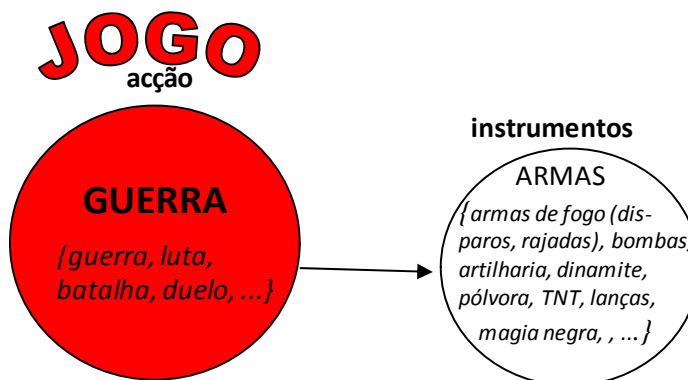 JOGO
acção
GUERRA
{guerra, luta,
batalha, duelo, ...}
instrumentos
ARMAS
{armas de fogo (dis-
paros, rajadas), bombas,
artilharia, dinamite,
pólvora, TNT, lanças,
magia negra, , ...}